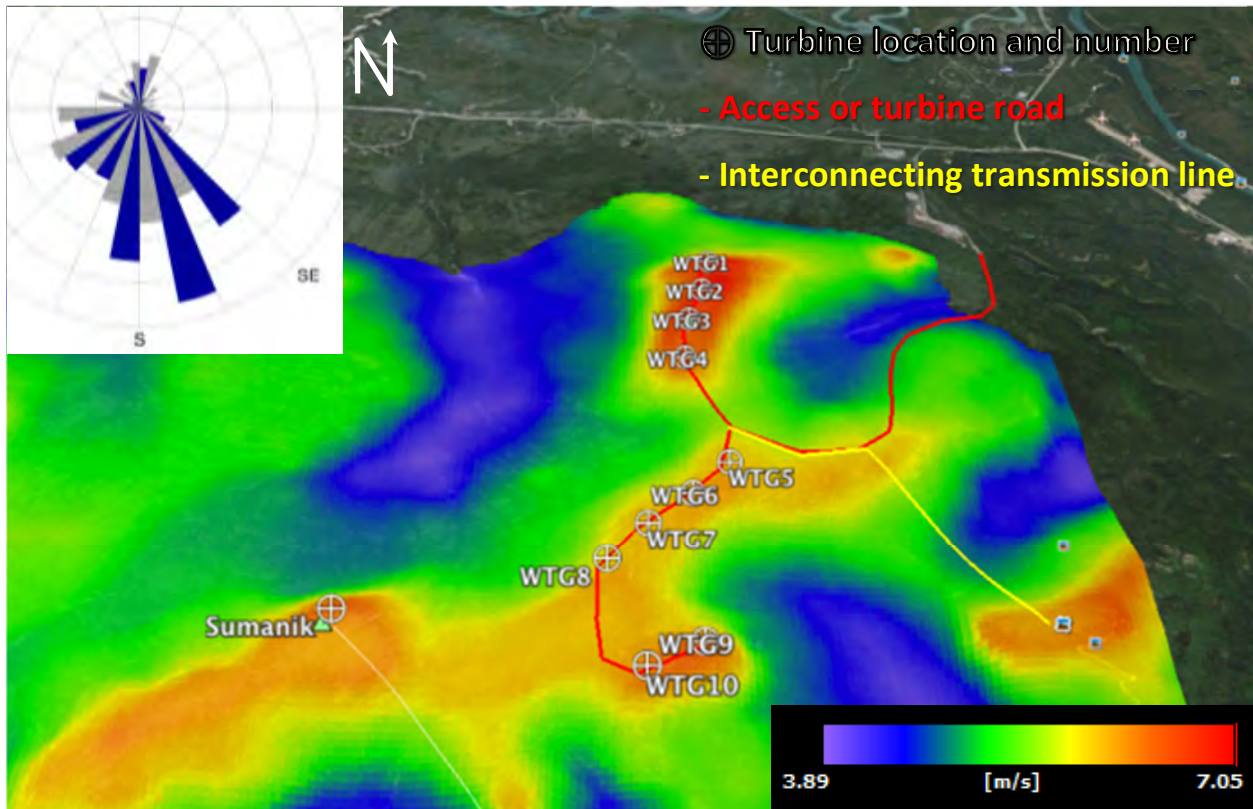 N
Turbine location and number
- Access or turbine road
- Interconnecting transmission line
SE
S
WTG1
WTG2
WTG3
WTG4
WTG5
WTG6
WTG7
WTG8
Sumanik
WTG9
WTG10
3.89 [m/s] 7.05